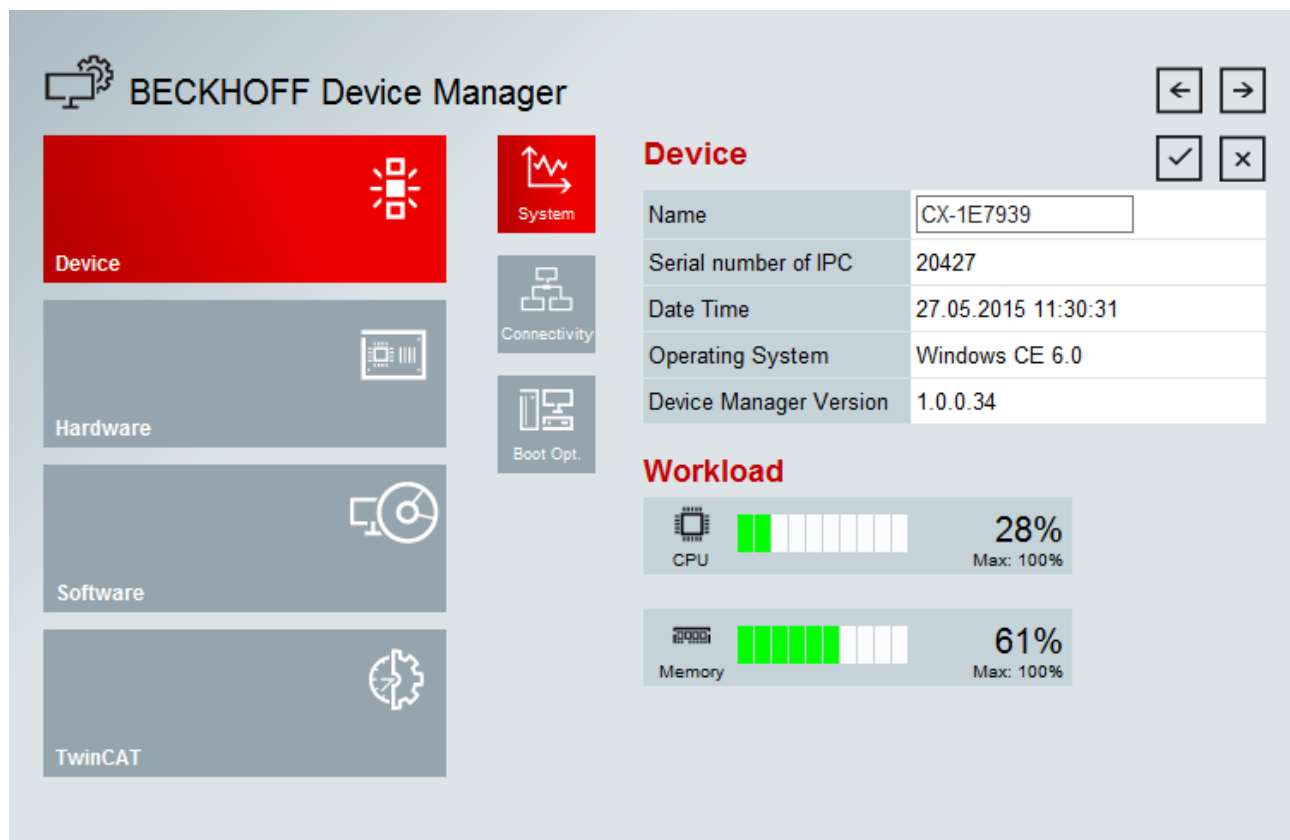 BECKHOFF Device Manager
Device
Hardware
Software
TwinCAT
System
Connectivity
Boot Opt.
Device
Name CX-1E7939
Serial number of IPC 20427
Date Time 27.05.2015 11:30:31
Operating System Windows CE 6.0
Device Manager Version 1.0.0.34
Workload
CPU 28%
Max: 100%
Memory 61%
Max: 100%